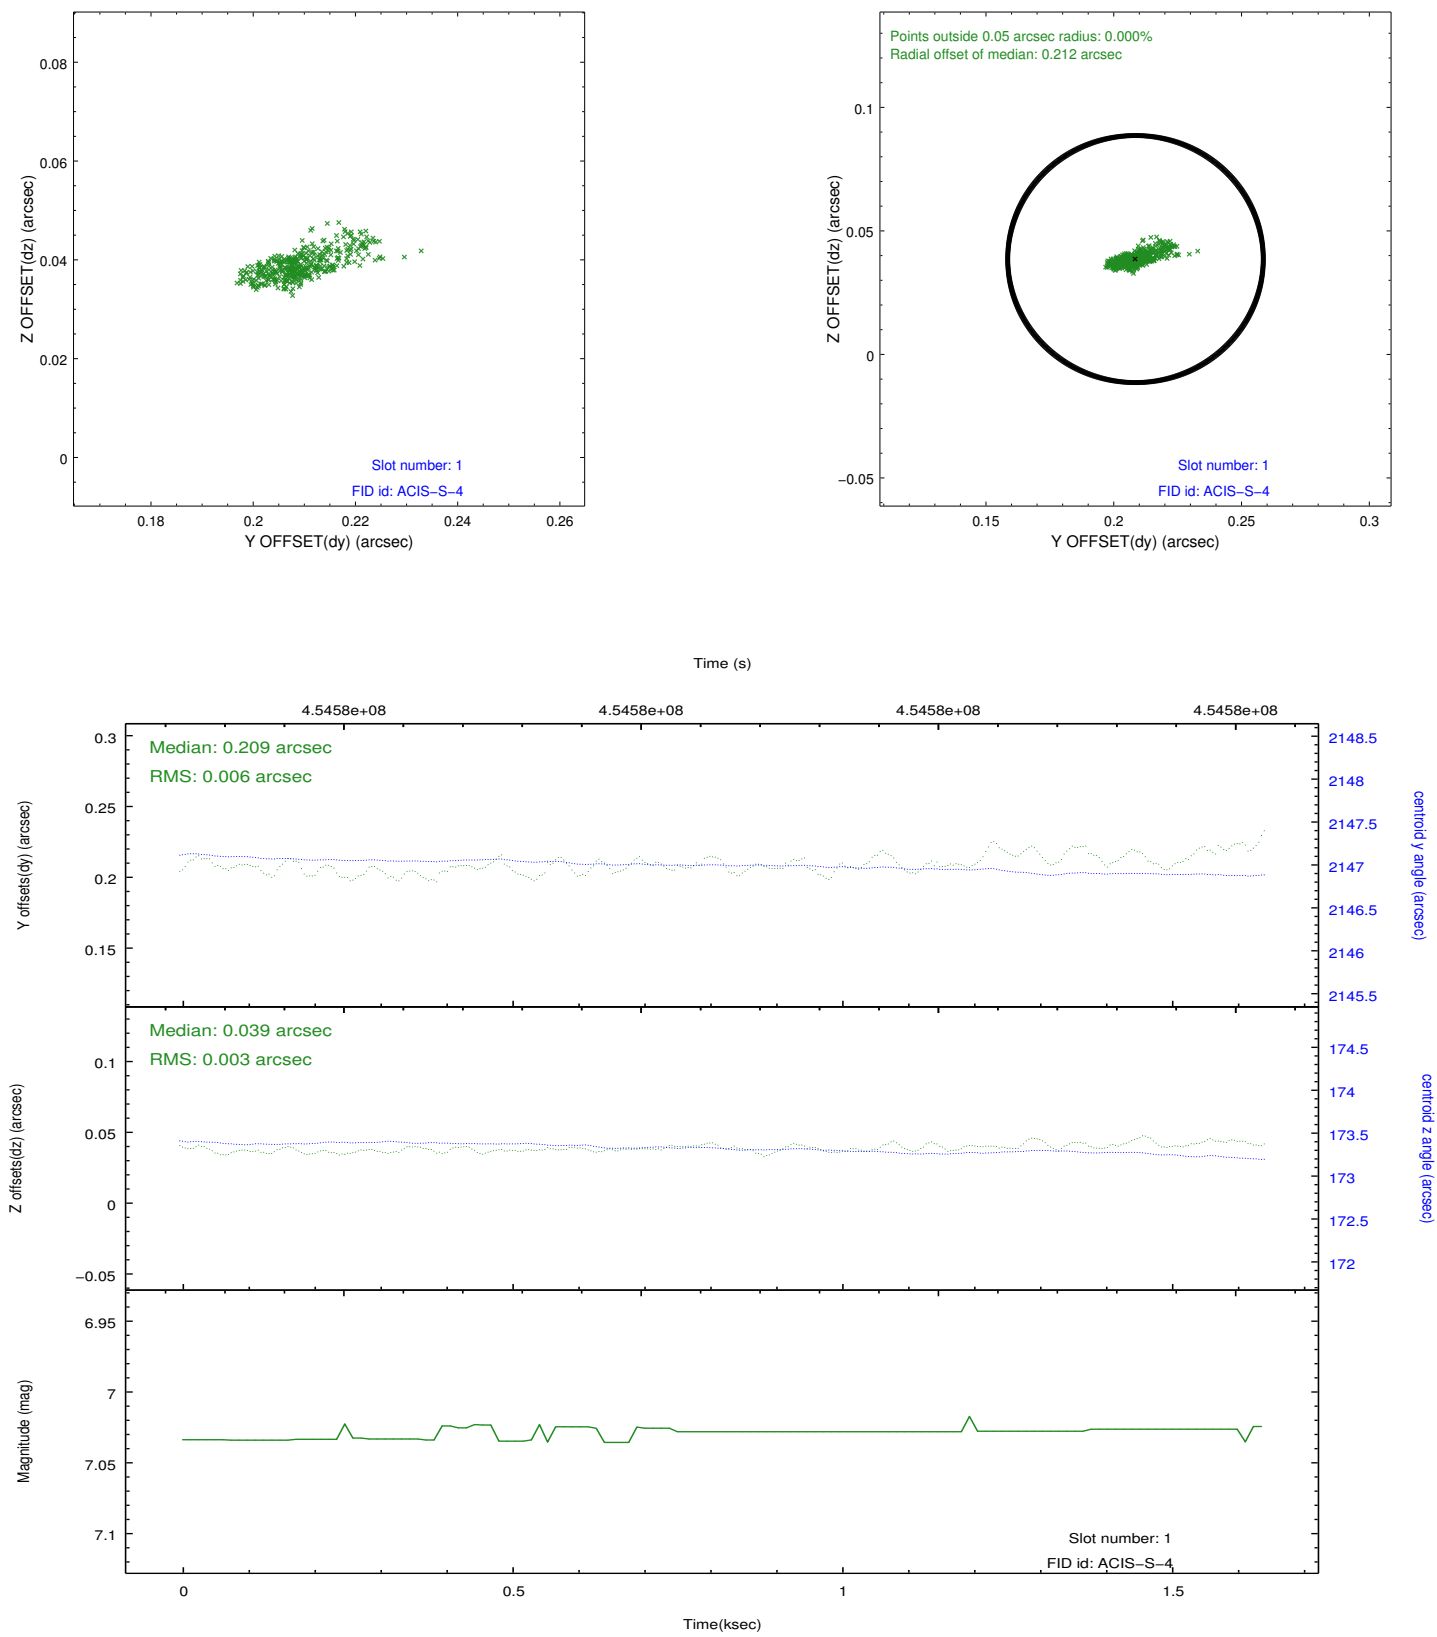 0.08
0.06
0.04
0.02
0
Z OFFSET(dz) (arcsec)
Slot number: 1
FID id: ACIS−S−4
0.18 0.2 0.22 0.24 0.26
Y OFFSET(dy) (arcsec)
Points outside 0.05 arcsec radius: 0.000%
Radial offset of median: 0.212 arcsec
0.1
0.05
0
−0.05
Z OFFSET(dz) (arcsec)
Slot number: 1
FID id: ACIS−S−4
0.15 0.2 0.25 0.3
Y OFFSET(dy) (arcsec)
Time (s)
4.5458e+08 4.5458e+08 4.5458e+08 4.5458e+08
Median: 0.209 arcsec
RMS: 0.006 arcsec
0.3
0.25
0.2
0.15
Y offsets(dy) (arcsec)
2148.5
2148
2147.5
2147
2146.5
2146
2145.5
centroid y angle (arcsec)
Median: 0.039 arcsec
RMS: 0.003 arcsec
0.1
0.05
0
−0.05
Z offsets(dz) (arcsec)
174.5
174
173.5
173
172.5
172
centroid z angle (arcsec)
6.95
7
7.05
7.1
Magnitude (mag)
Slot number: 1
FID id: ACIS−S−4
0 0.5 1 1.5
Time(ksec)